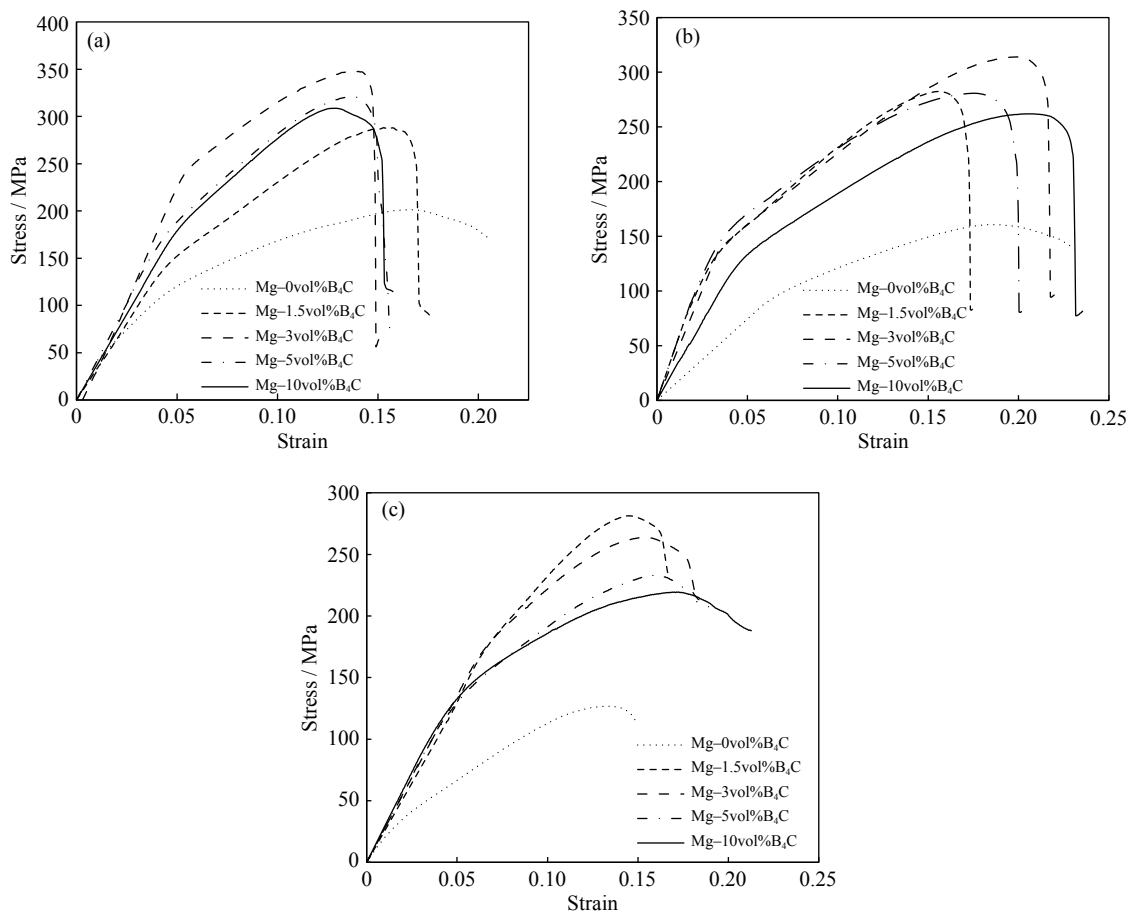 (a)
400
350
300
250
200
150
100
50
0
Stress / MPa
0 0.05 0.10 0.15 0.20
Strain
Mg–0vol%B₄C
Mg–1.5vol%B₄C
Mg–3vol%B₄C
Mg–5vol%B₄C
Mg–10vol%B₄C
(b)
350
300
250
200
150
100
50
0
Stress / MPa
0 0.05 0.10 0.15 0.20 0.25
Strain
Mg–0vol%B₄C
Mg–1.5vol%B₄C
Mg–3vol%B₄C
Mg–5vol%B₄C
Mg–10vol%B₄C
(c)
300
250
200
150
100
50
0
Stress / MPa
0 0.05 0.10 0.15 0.20 0.25
Strain
Mg–0vol%B₄C
Mg–1.5vol%B₄C
Mg–3vol%B₄C
Mg–5vol%B₄C
Mg–10vol%B₄C